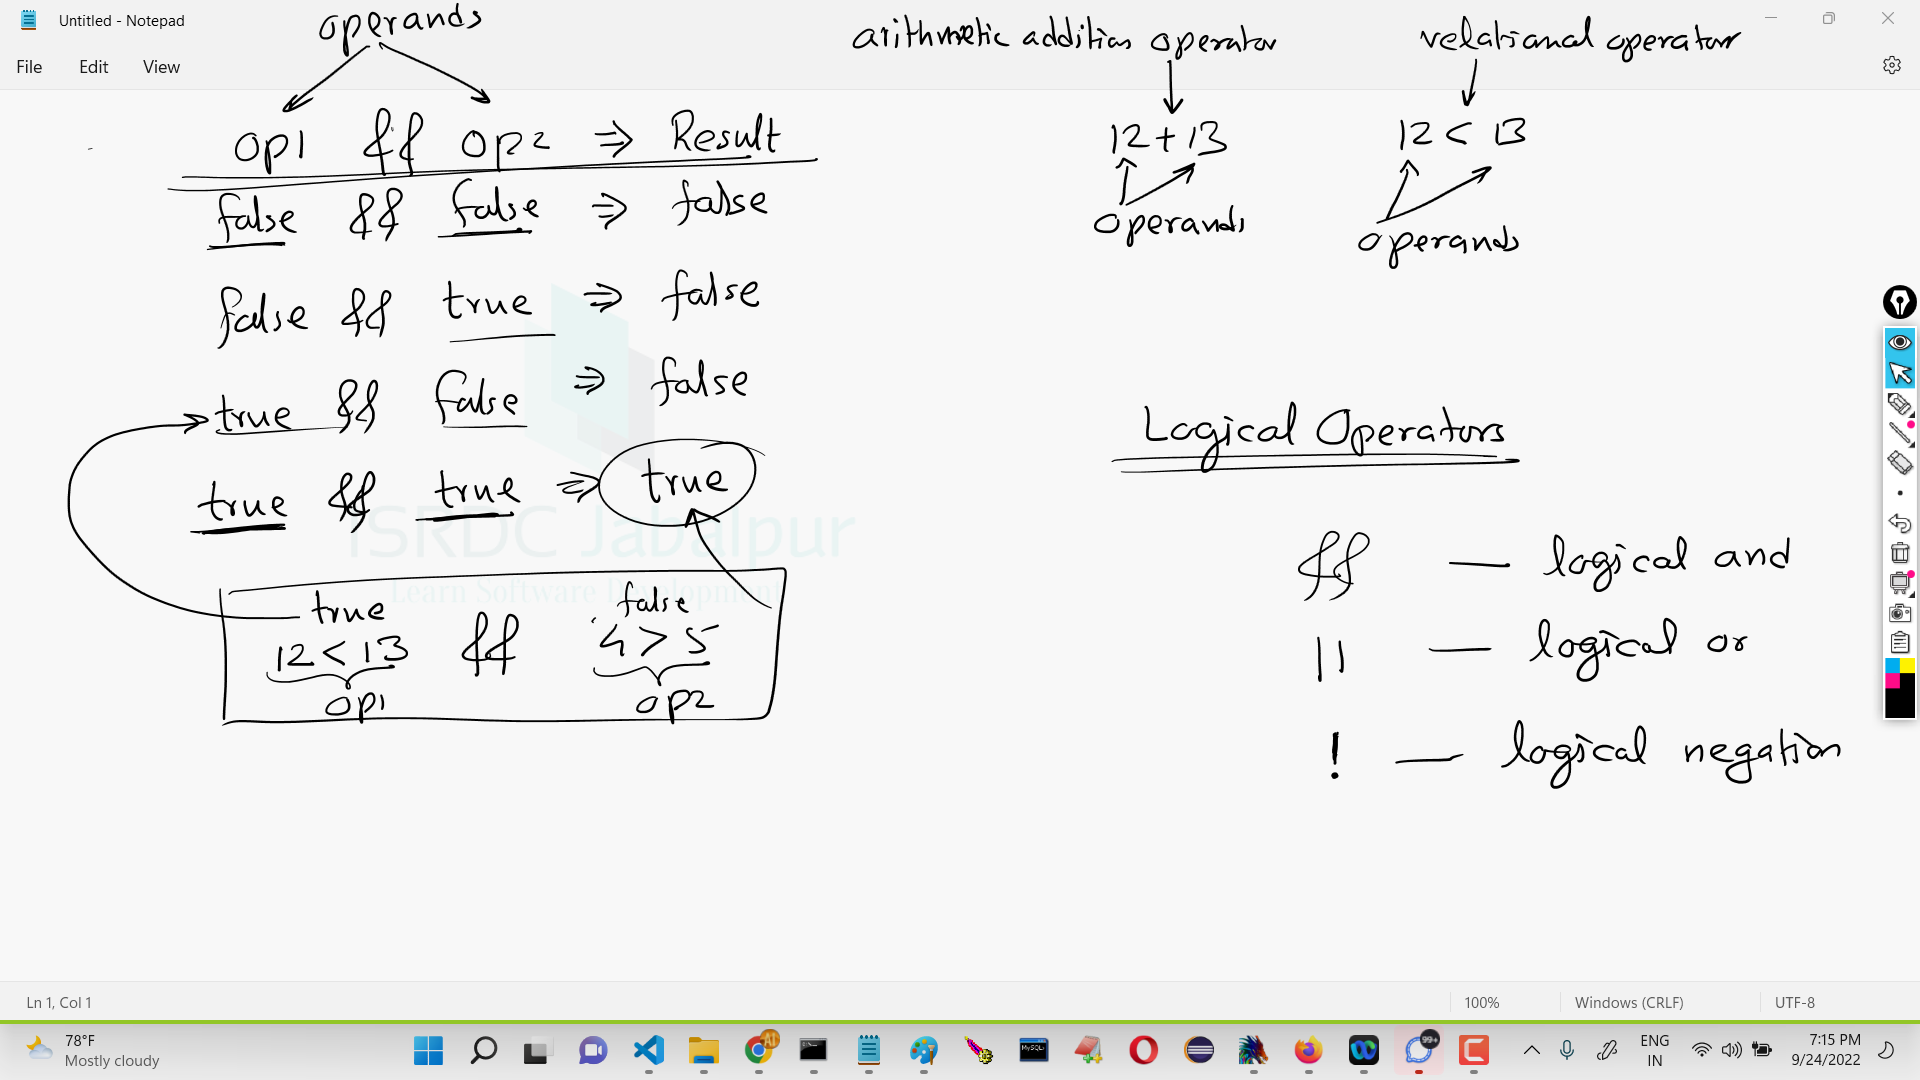 Untitled - Notepad
File Edit View
operands
op1 && op2 ⇒ Result
false && false ⇒ false
false && true ⇒ false
true && false ⇒ false
true && true ⇒ true
ISRDC Jabalpur
Learn Software Development
true false
12 < 13 && 4 > 5
op1 op2
arithmetic addition operator
12 + 13
operands
relational operator
12 < 13
operands
Logical Operators
&& — logical and
|| — logical or
! — logical negation
Ln 1, Col 1 100% Windows (CRLF) UTF-8
78°F
Mostly cloudy
AI
MySQL
99+
ENG
IN
7:15 PM
9/24/2022